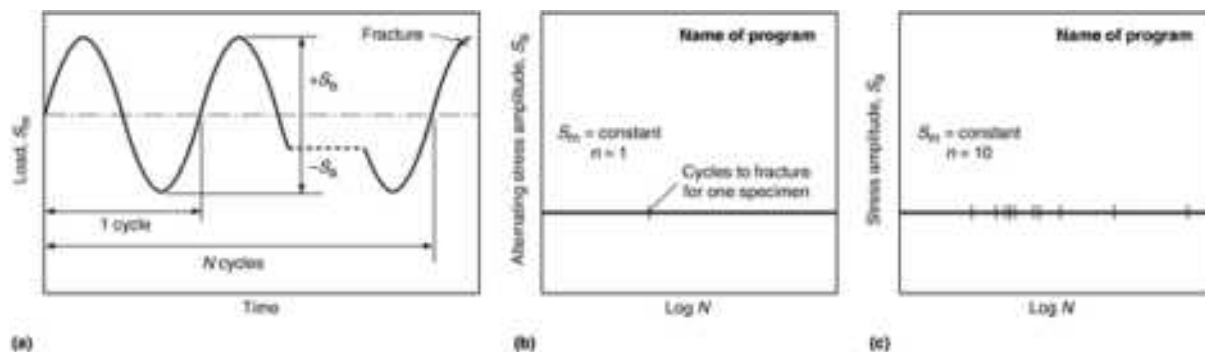 Fracture
+Sa
−Sa
Load, Sm
1 cycle
N cycles
Time
(a)
Name of program
Alternating stress amplitude, Sa
Sm = constant
n = 1
Cycles to fracture
for one specimen
Log N
(b)
Name of program
Stress amplitude, Sa
Sm = constant
n = 10
Log N
(c)